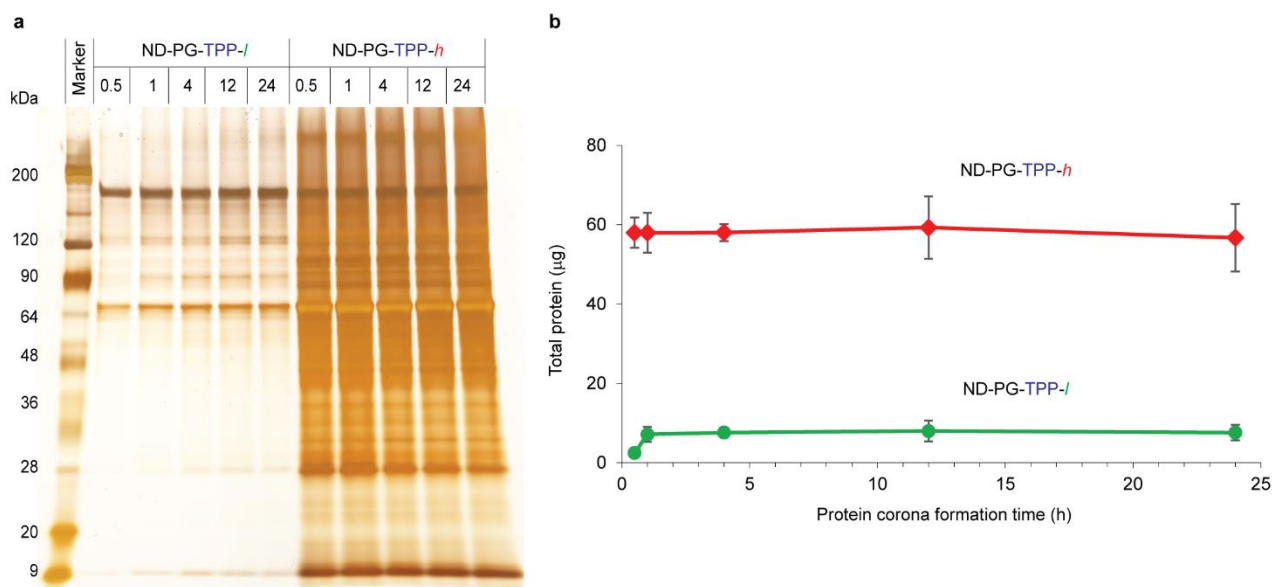 a
ND-PG-TPP-l ND-PG-TPP-h
Marker
0.5 1 4 12 24 0.5 1 4 12 24
kDa
200
120
90
64
48
36
28
20
9
b
80
60
40
20
0
Total protein (µg)
ND-PG-TPP-h
ND-PG-TPP-l
0 5 10 15 20 25
Protein corona formation time (h)